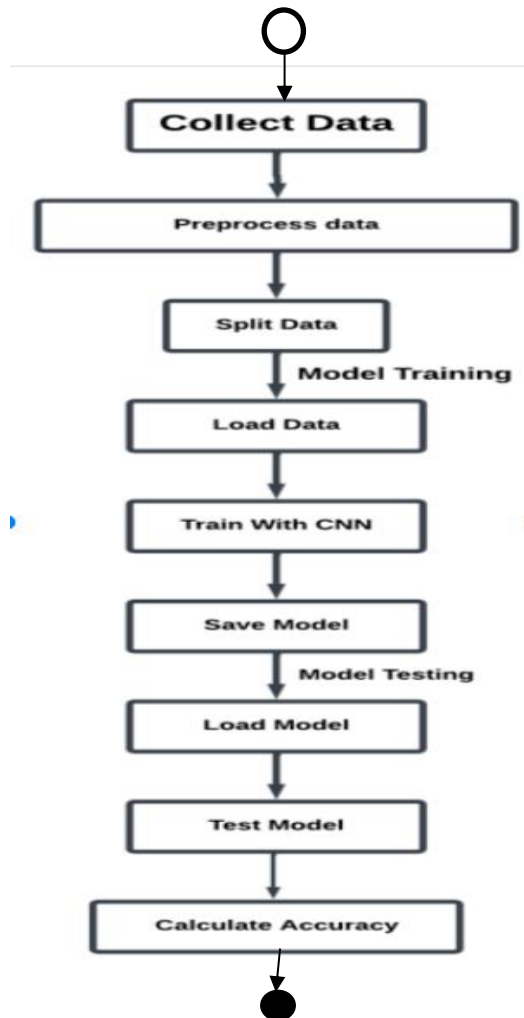 Collect Data
Preprocess data
Split Data
Model Training
Load Data
Train With CNN
Save Model
Model Testing
Load Model
Test Model
Calculate Accuracy